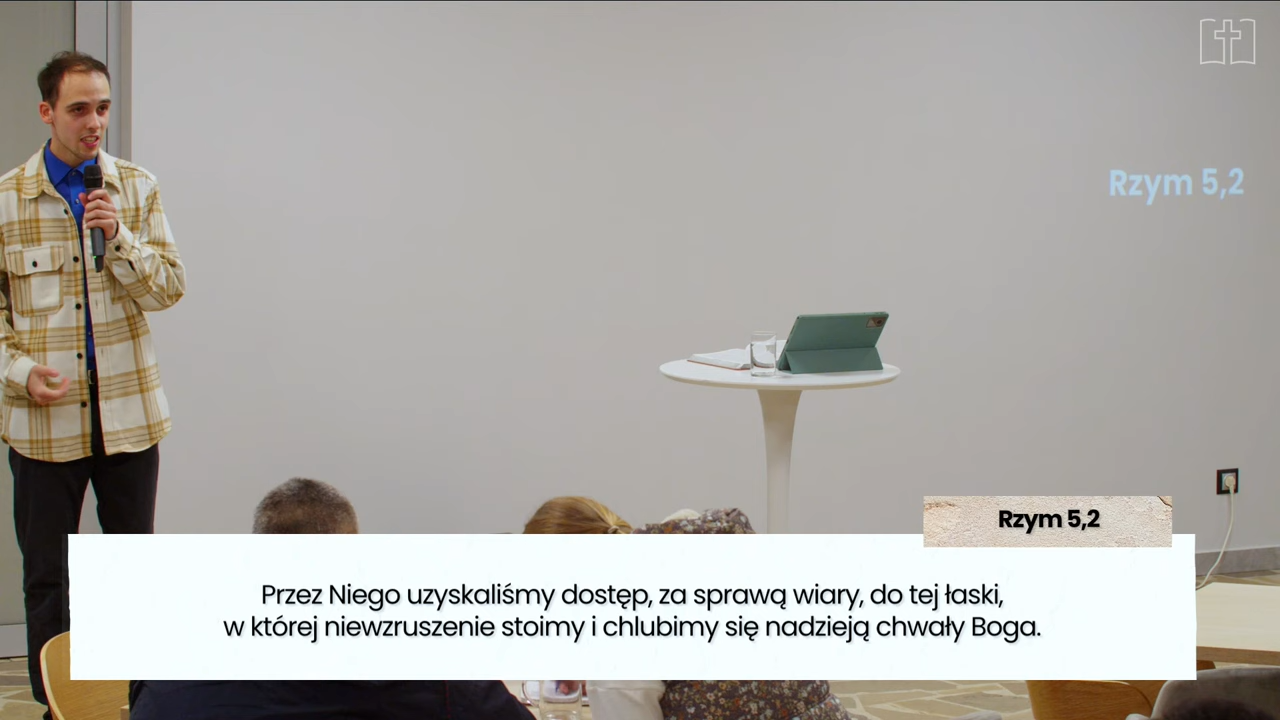 Rzym 5,2
Rzym 5,2
Przez Niego uzyskaliśmy dostęp, za sprawą wiary, do tej łaski,
w której niewzruszenie stoimy i chlubimy się nadzieją chwały Boga.